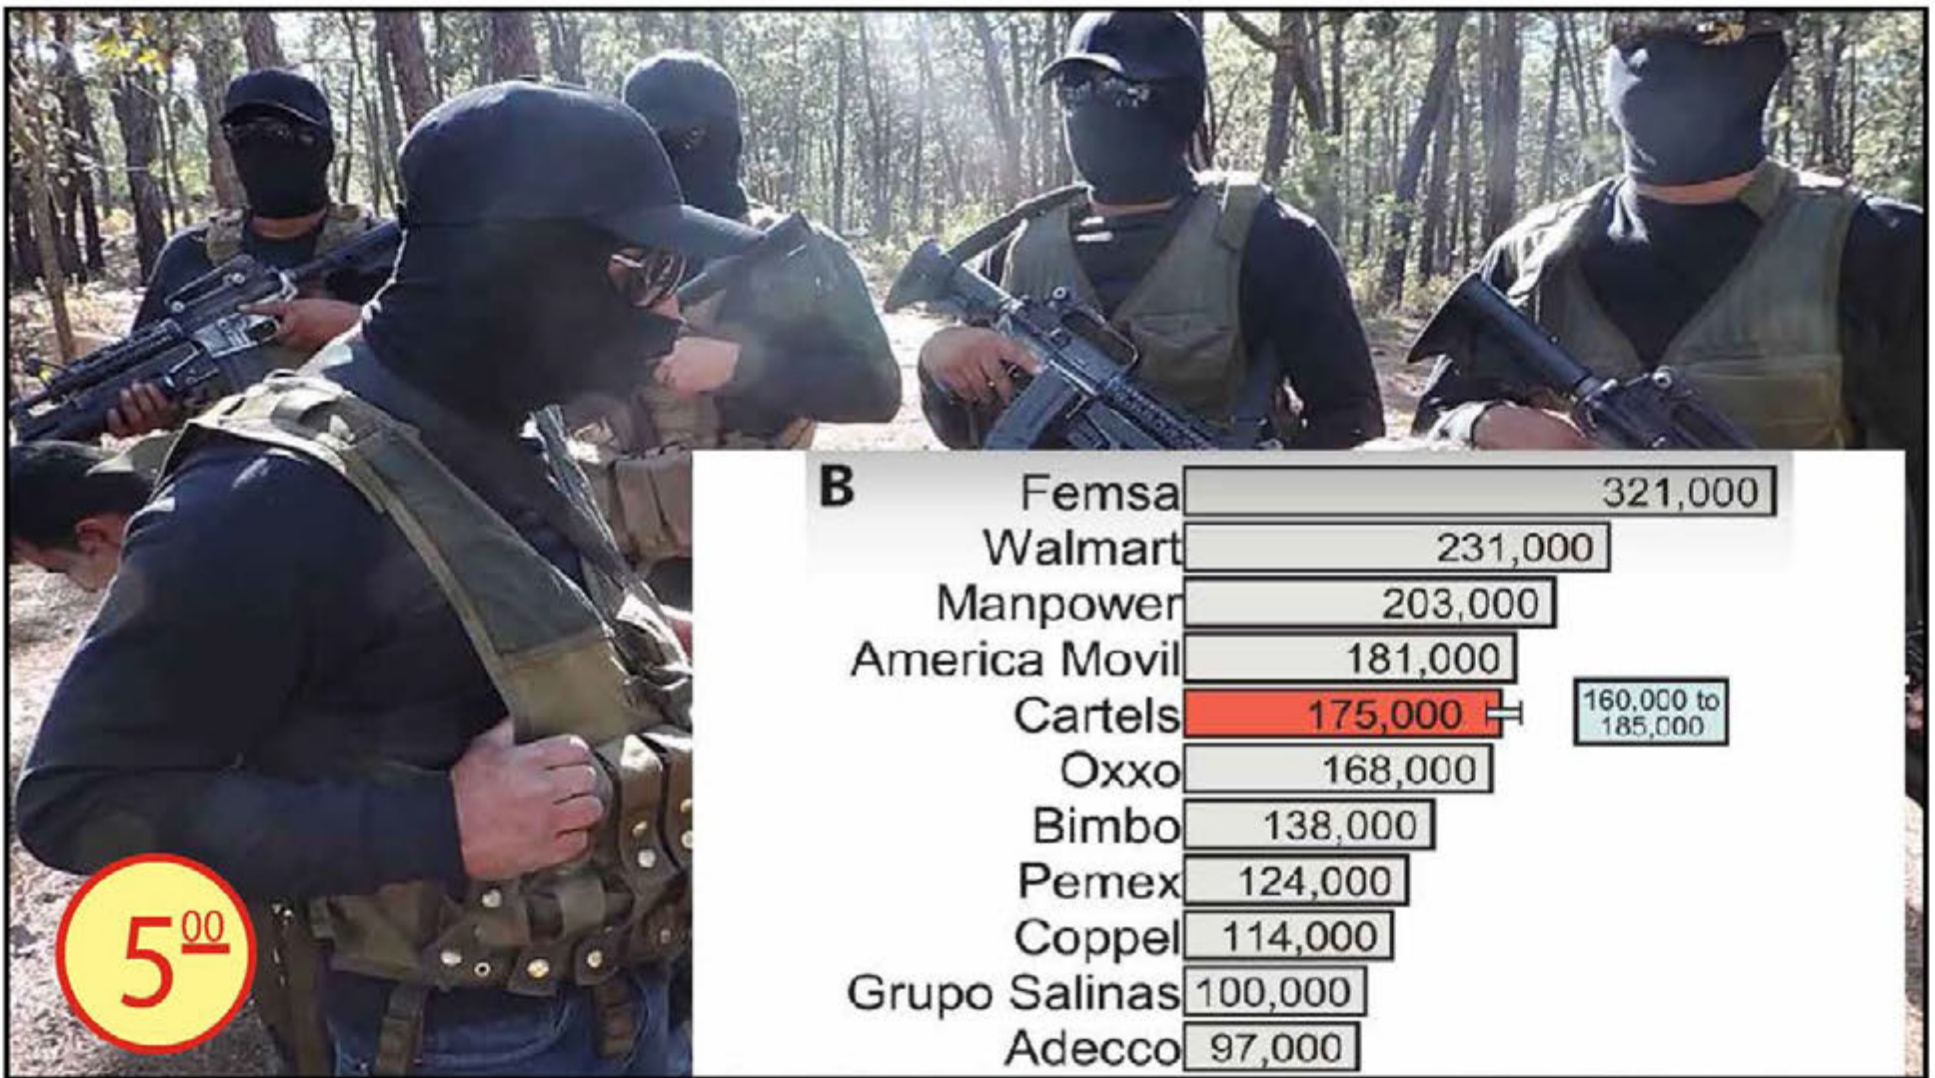 B
Femsa 321,000
Walmart 231,000
Manpower 203,000
America Movil 181,000
Cartels 175,000
160,000 to
185,000
Oxxo 168,000
Bimbo 138,000
Pemex 124,000
Coppel 114,000
Grupo Salinas 100,000
Adecco 97,000
5 00